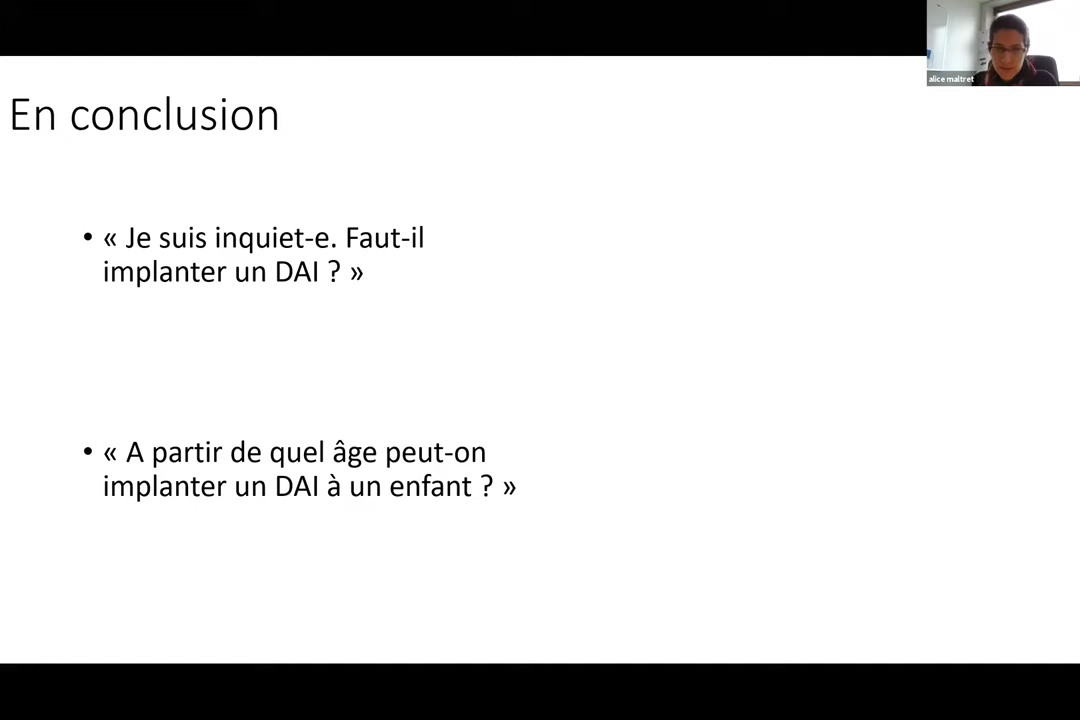 alice maltret
En conclusion
• « Je suis inquiet-e. Faut-il
implanter un DAI ? »
• « A partir de quel âge peut-on
implanter un DAI à un enfant ? »